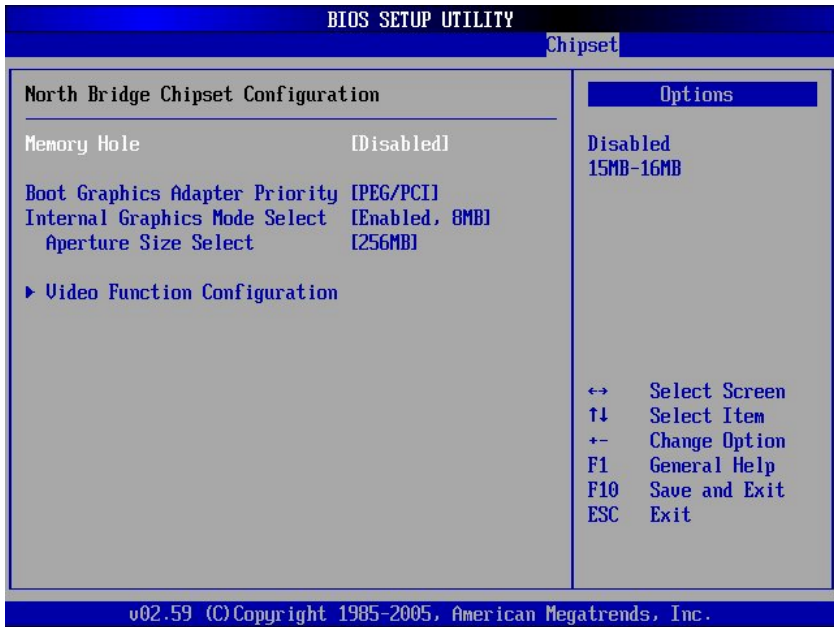 BIOS SETUP UTILITY
Chipset
North Bridge Chipset Configuration
Memory Hole [Disabled]
Boot Graphics Adapter Priority [PEG/PCI]
Internal Graphics Mode Select [Enabled, 8MB]
Aperture Size Select [256MB]
▶ Video Function Configuration
Options
Disabled
15MB-16MB
←→ Select Screen
↑↓ Select Item
+- Change Option
F1 General Help
F10 Save and Exit
ESC Exit
v02.59 (C)Copyright 1985-2005, American Megatrends, Inc.